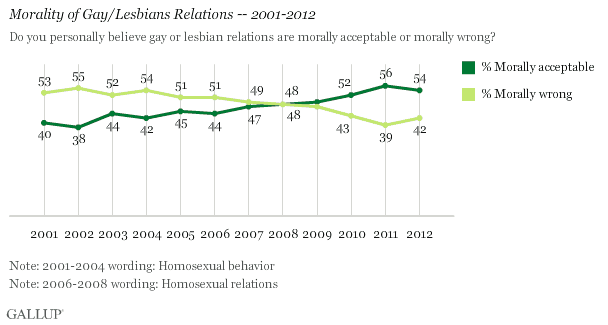 Morality of Gay/Lesbians Relations -- 2001-2012
Do you personally believe gay or lesbian relations are morally acceptable or morally wrong?
% Morally acceptable
% Morally wrong
53 55 52 54 51 51 49 48 52 56 54
40 38 44 42 45 44 47 48 43 39 42
2001 2002 2003 2004 2005 2006 2007 2008 2009 2010 2011 2012
Note: 2001-2004 wording: Homosexual behavior
Note: 2006-2008 wording: Homosexual relations
GALLUP